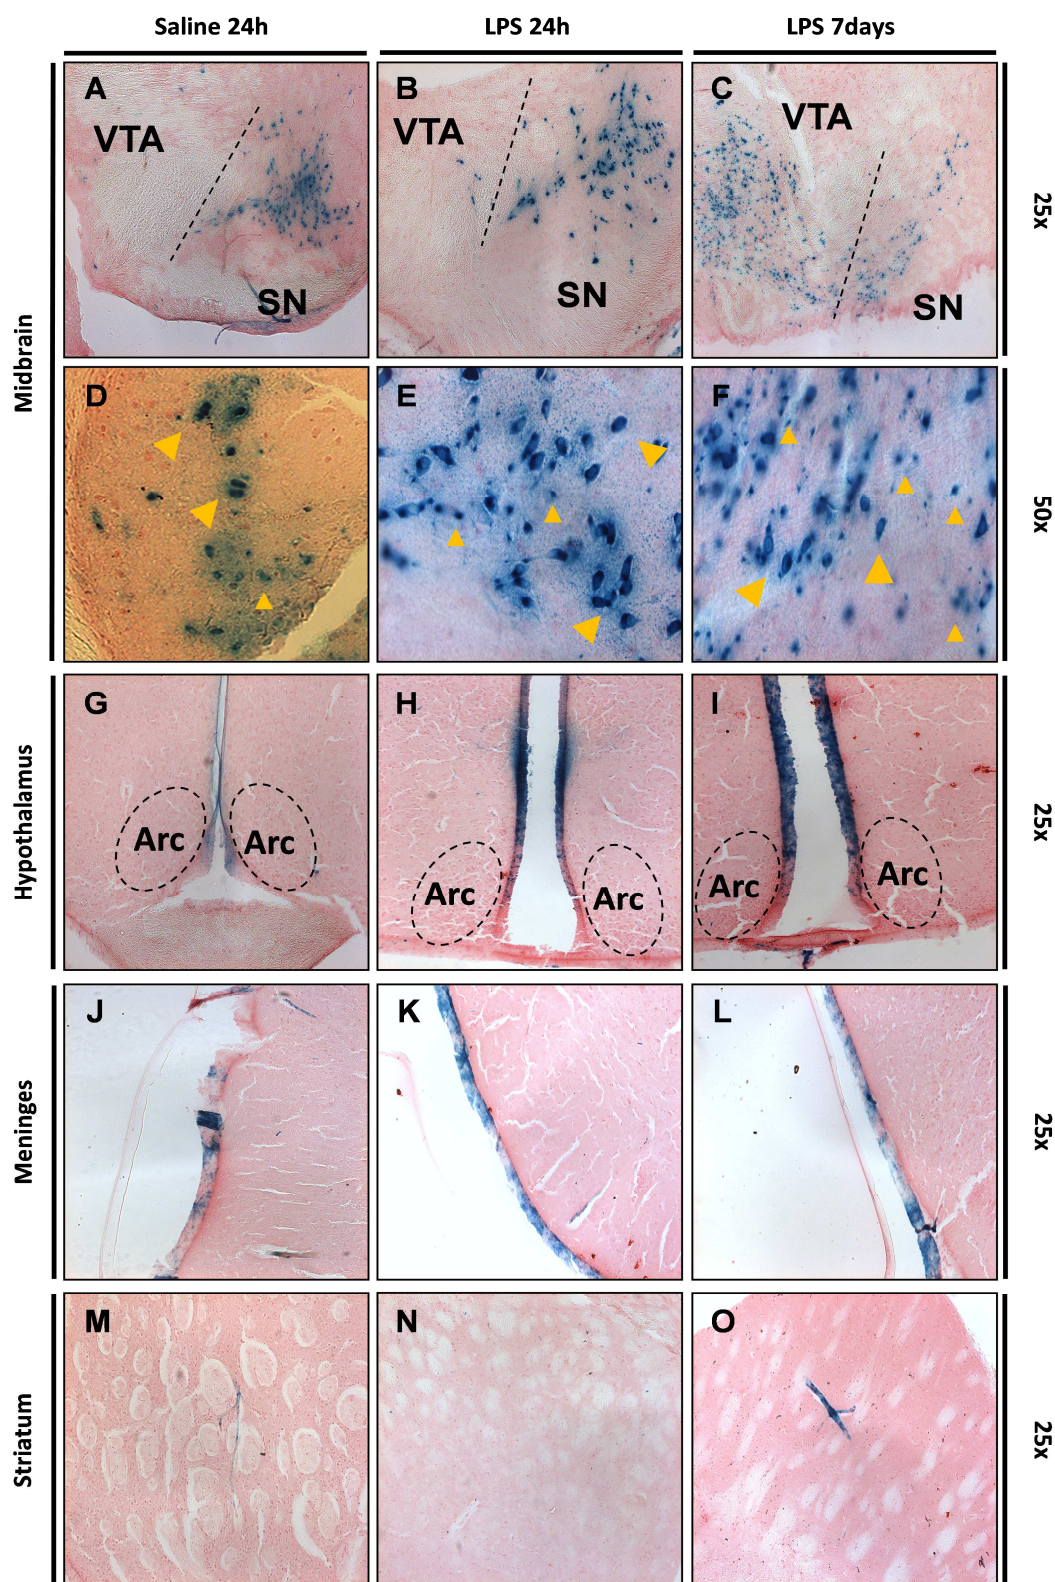 Saline 24h
LPS 24h
LPS 7days
Midbrain
A
VTA
SN
B
VTA
SN
C
VTA
SN
25x
D
E
F
50x
Hypothalamus
G
Arc
Arc
H
Arc
Arc
I
Arc
Arc
25x
Meninges
J
K
L
25x
Striatum
M
N
O
25x